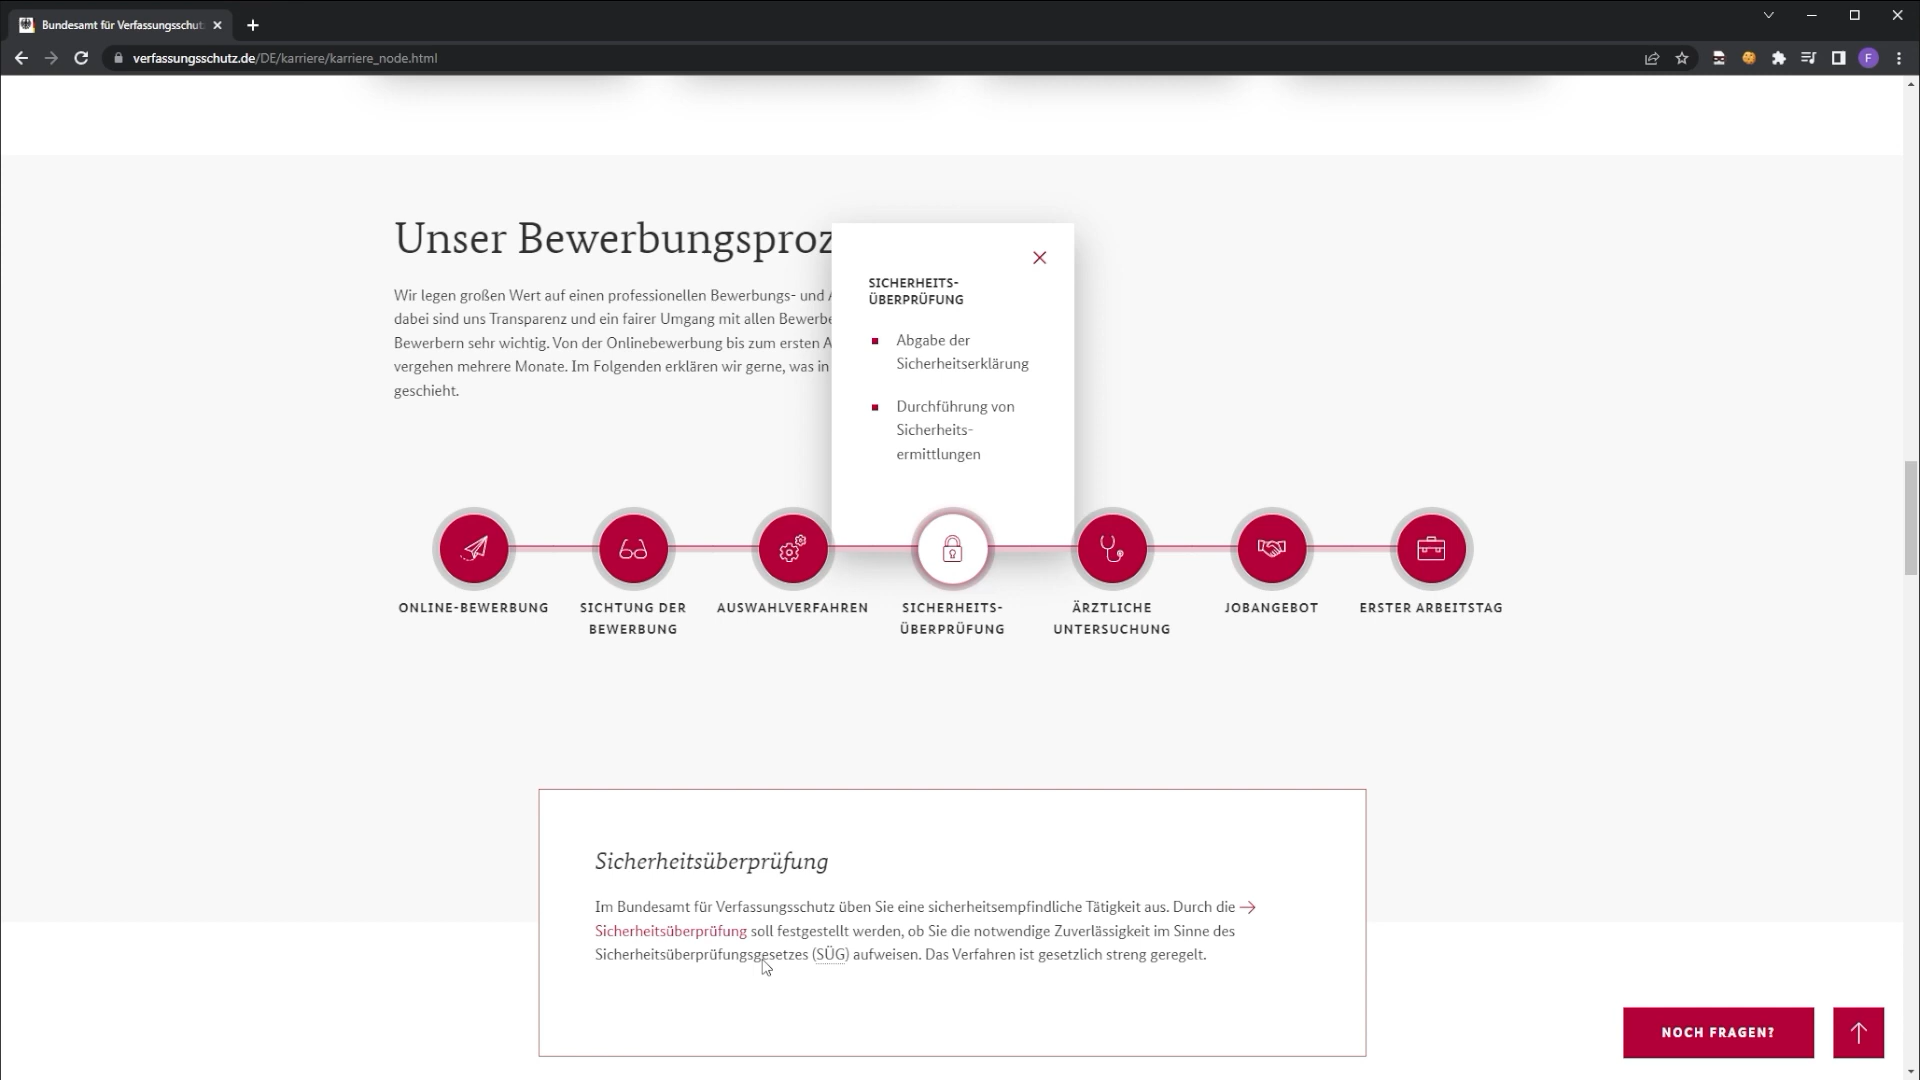 Bundesamt für Verfassungsschut
verfassungsschutz.de/DE/karriere/karriere_node.html
F
Unser Bewerbungsproz
Wir legen großen Wert auf einen professionellen Bewerbungs- und A
dabei sind uns Transparenz und ein fairer Umgang mit allen Bewerbe
Bewerbern sehr wichtig. Von der Onlinebewerbung bis zum ersten A
vergehen mehrere Monate. Im Folgenden erklären wir gerne, was in
geschieht.
SICHERHEITS-
ÜBERPRÜFUNG
Abgabe der
Sicherheitserklärung
Durchführung von
Sicherheits-
ermittlungen
ONLINE-BEWERBUNG
SICHTUNG DER
BEWERBUNG
AUSWAHLVERFAHREN
SICHERHEITS-
ÜBERPRÜFUNG
ÄRZTLICHE
UNTERSUCHUNG
JOBANGEBOT
ERSTER ARBEITSTAG
Sicherheitsüberprüfung
Im Bundesamt für Verfassungsschutz üben Sie eine sicherheitsempfindliche Tätigkeit aus. Durch die →
Sicherheitsüberprüfung soll festgestellt werden, ob Sie die notwendige Zuverlässigkeit im Sinne des
Sicherheitsüberprüfungsgesetzes (SÜG) aufweisen. Das Verfahren ist gesetzlich streng geregelt.
NOCH FRAGEN?